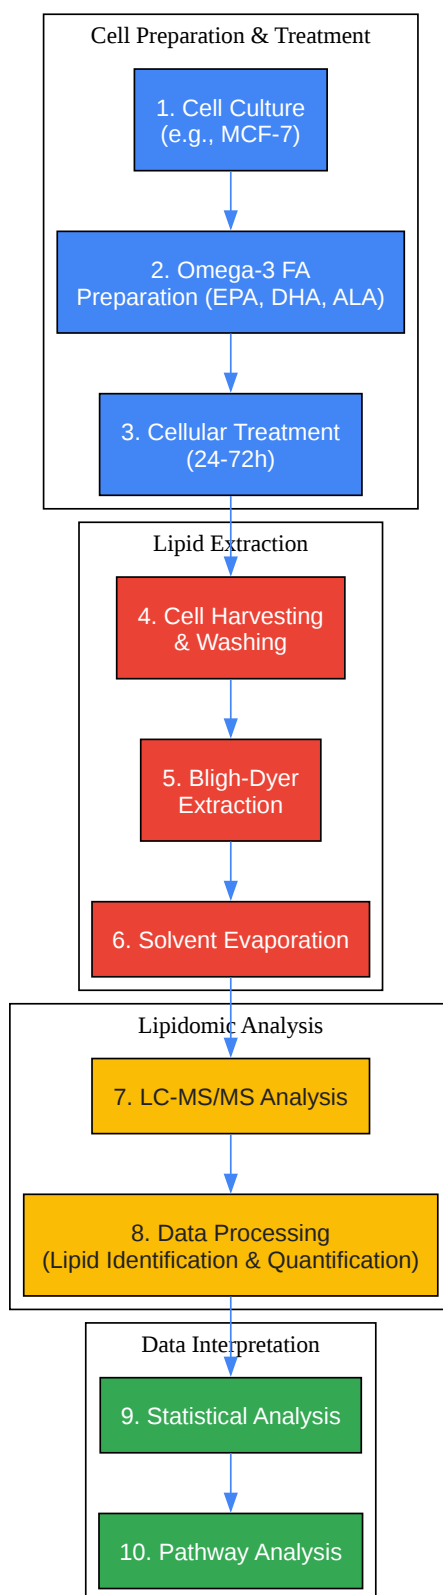 Cell Preparation & Treatment
1. Cell Culture
(e.g., MCF-7)
2. Omega-3 FA
Preparation (EPA, DHA, ALA)
3. Cellular Treatment
(24-72h)
Lipid Extraction
4. Cell Harvesting
& Washing
5. Bligh-Dyer
Extraction
6. Solvent Evaporation
Lipidomic Analysis
7. LC-MS/MS Analysis
8. Data Processing
(Lipid Identification & Quantification)
Data Interpretation
9. Statistical Analysis
10. Pathway Analysis